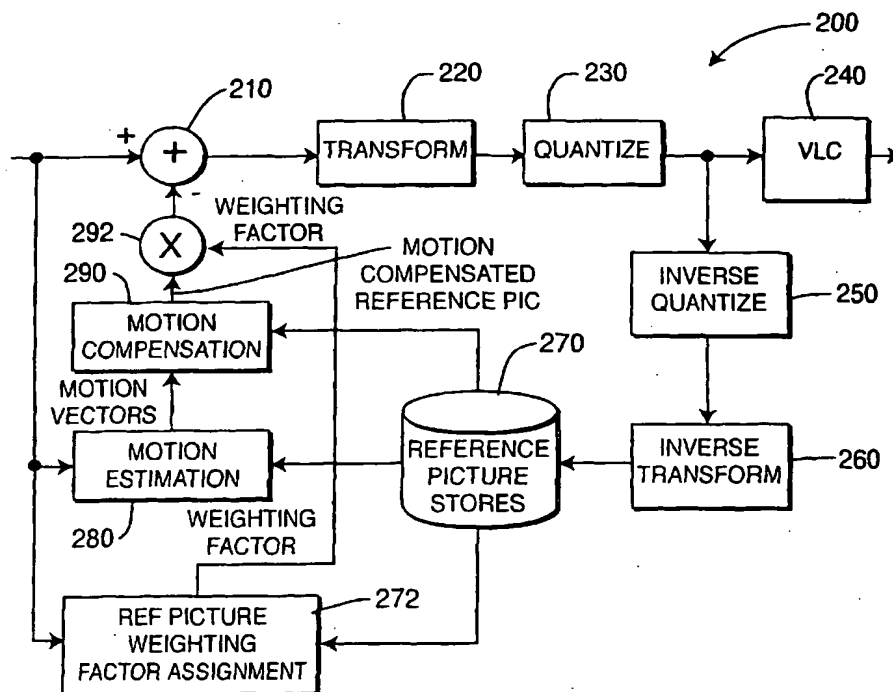 200
210
220
230
240
+
+
-
TRANSFORM
QUANTIZE
VLC
292
X
WEIGHTING
FACTOR
290
MOTION
COMPENSATED
REFERENCE PIC
MOTION
COMPENSATION
INVERSE
QUANTIZE
250
270
MOTION
VECTORS
MOTION
ESTIMATION
280
REFERENCE
PICTURE
STORES
INVERSE
TRANSFORM
260
WEIGHTING
FACTOR
272
REF PICTURE
WEIGHTING
FACTOR ASSIGNMENT